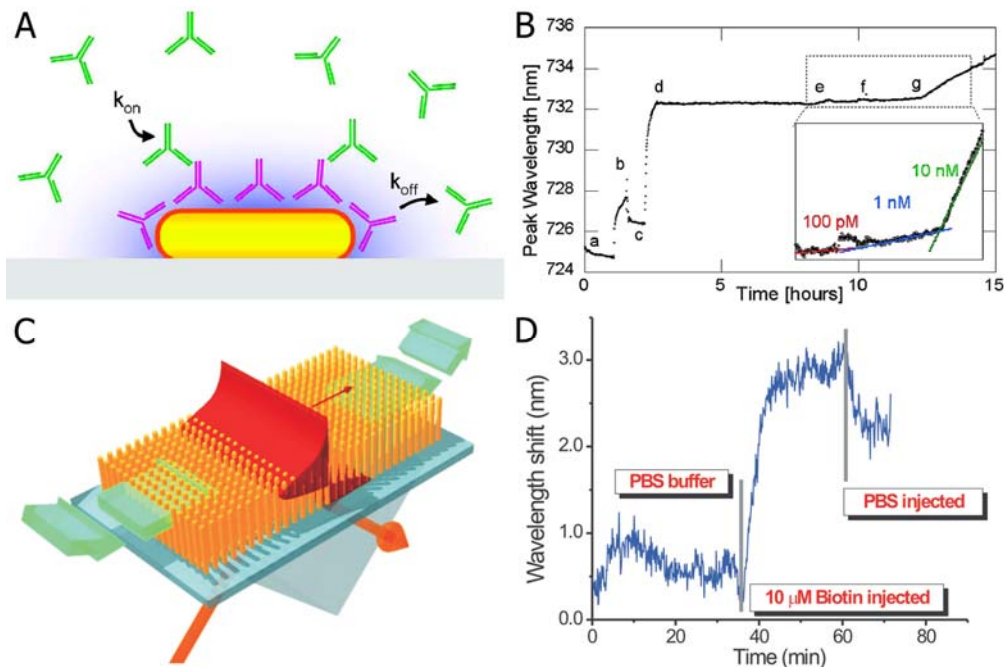 A
k_on
k_off
B
Peak Wavelength [nm]
736
734
732
730
728
726
724
a
b
c
d
e
f
g
100 pM
1 nM
10 nM
0
5
10
15
Time [hours]
C
D
Wavelength shift (nm)
3.0
2.0
1.0
0.0
PBS buffer
PBS injected
10 μM Biotin injected
0
20
40
60
80
Time (min)